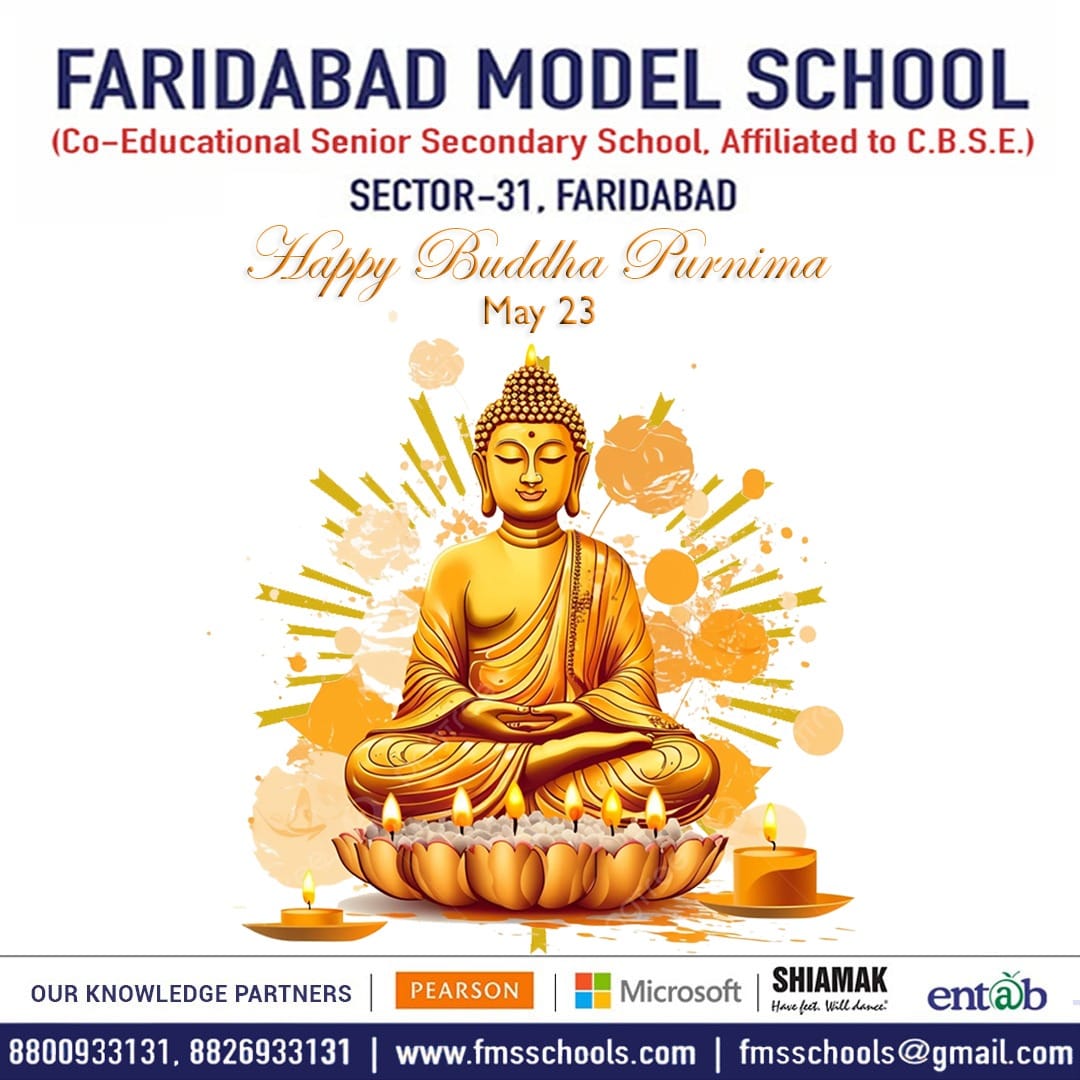 FARIDABAD MODEL SCHOOL
(Co-Educational Senior Secondary School, Affiliated to C.B.S.E.)
SECTOR-31, FARIDABAD
Happy Buddha Purnima
May 23
OUR KNOWLEDGE PARTNERS | PEARSON | Microsoft | SHIAMAK Have feet. Will dance. | entab
8800933131, 8826933131 | www.fmsschools.com | fmsschools@gmail.com